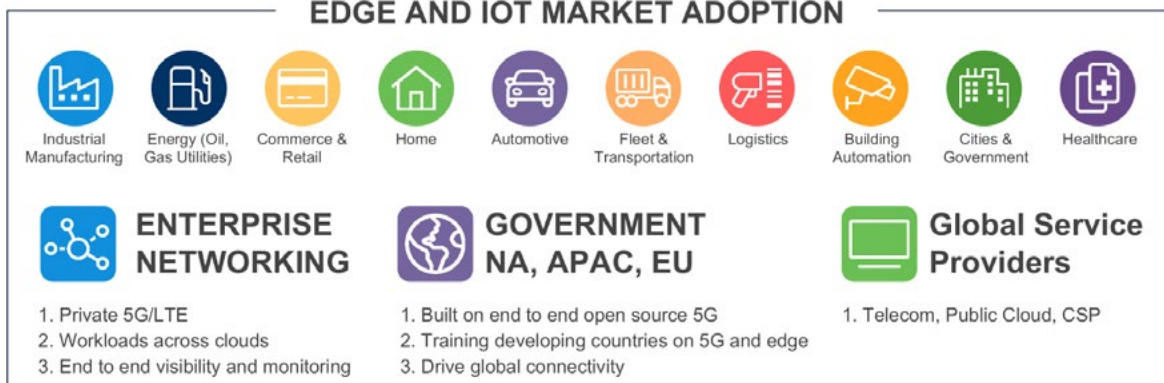 EDGE AND IOT MARKET ADOPTION
Industrial Manufacturing
Energy (Oil, Gas Utilities)
Commerce & Retail
Home
Automotive
Fleet & Transportation
Logistics
Building Automation
Cities & Government
Healthcare
ENTERPRISE
NETWORKING
1. Private 5G/LTE
2. Workloads across clouds
3. End to end visibility and monitoring
GOVERNMENT
NA, APAC, EU
1. Built on end to end open source 5G
2. Training developing countries on 5G and edge
3. Drive global connectivity
Global Service
Providers
1. Telecom, Public Cloud, CSP